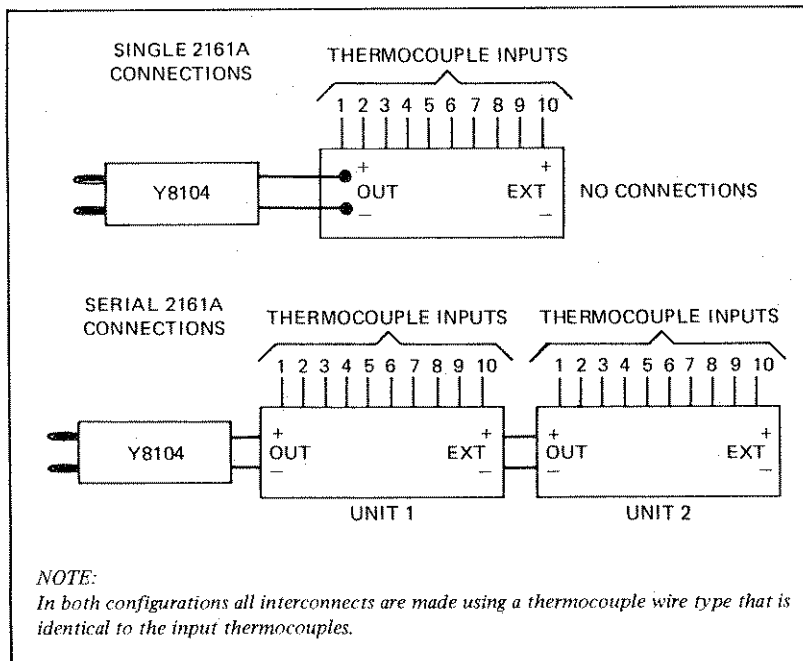 SINGLE 2161A
CONNECTIONS
THERMOCOUPLE INPUTS
1 2 3 4 5 6 7 8 9 10
Y8104
+ +
OUT EXT
– –
NO CONNECTIONS
SERIAL 2161A
CONNECTIONS
THERMOCOUPLE INPUTS
THERMOCOUPLE INPUTS
1 2 3 4 5 6 7 8 9 10
1 2 3 4 5 6 7 8 9 10
Y8104
+ +
OUT EXT
– –
+ +
OUT EXT
– –
UNIT 1
UNIT 2
NOTE:
In both configurations all interconnects are made using a thermocouple wire type that is
identical to the input thermocouples.